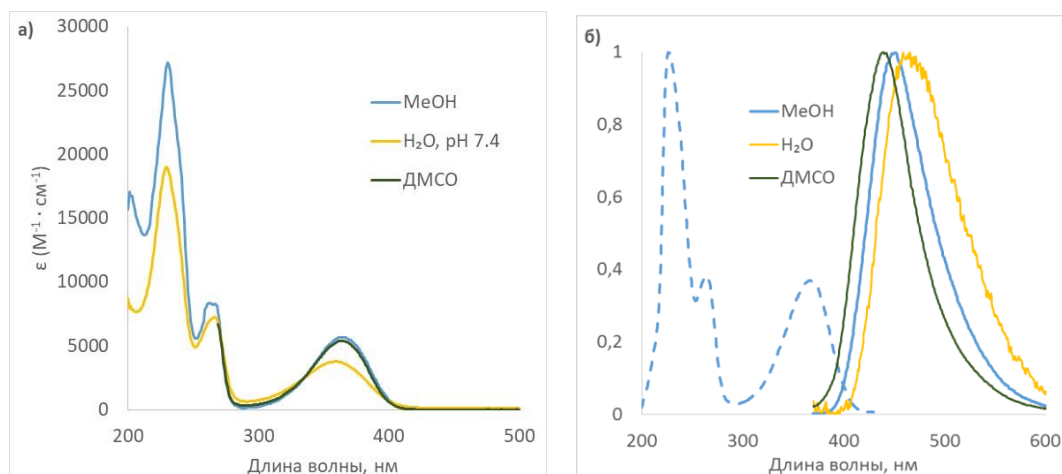 а)
30000
25000
20000
15000
10000
5000
0
ε (M⁻¹ · см⁻¹)
200
300
400
500
Длина волны, нм
MeOH
H₂O, pH 7.4
ДМСО
б)
1
0,8
0,6
0,4
0,2
0
200
300
400
500
600
Длина волны, нм
MeOH
H₂O
ДМСО